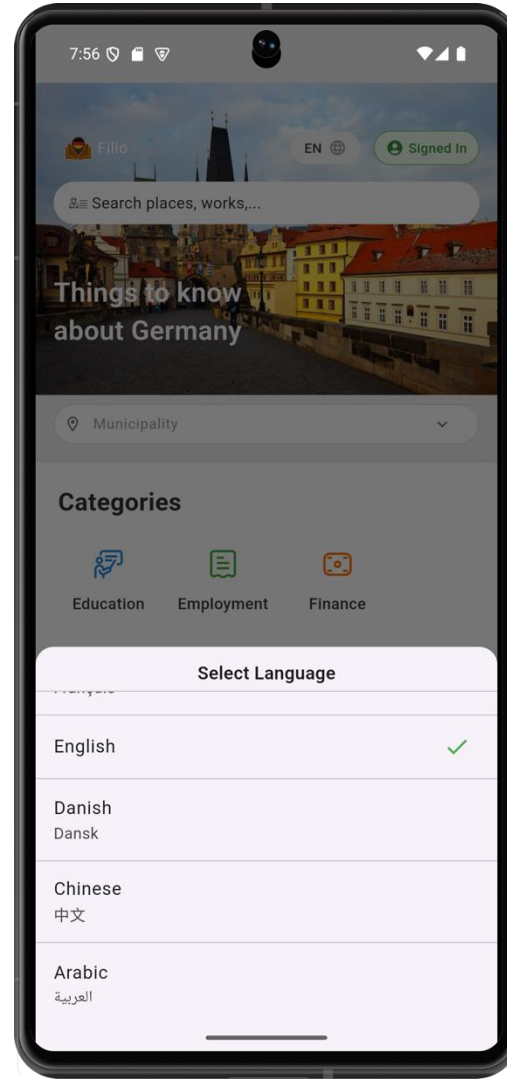 7:56
Fillo
EN
Signed In
Search places, works,...
Things to know
about Germany
Municipality
Categories
Education
Employment
Finance
Select Language
Français
English
Danish
Dansk
Chinese
中文
Arabic
العربية